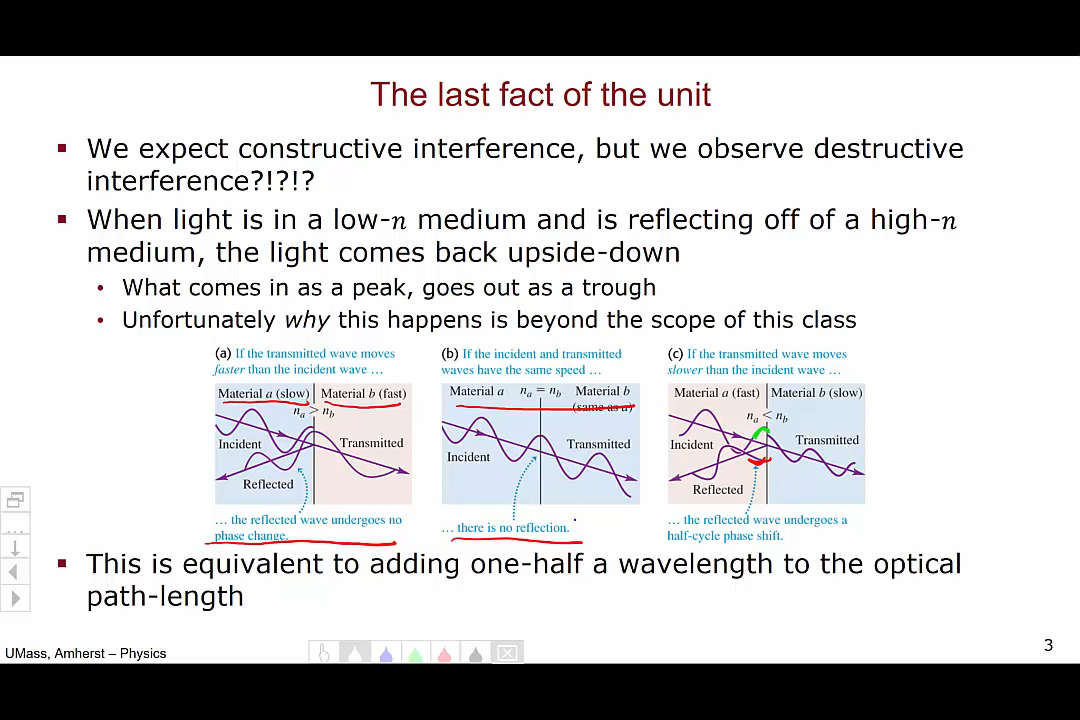 The last fact of the unit
▪ We expect constructive interference, but we observe destructive
interference?!?!?
▪ When light is in a low-n medium and is reflecting off of a high-n
medium, the light comes back upside-down
• What comes in as a peak, goes out as a trough
• Unfortunately why this happens is beyond the scope of this class
(a) If the transmitted wave moves
faster than the incident wave …
Material a (slow)
Material b (fast)
na > nb
Incident
Transmitted
Reflected
… the reflected wave undergoes no
phase change.
(b) If the incident and transmitted
waves have the same speed …
Material a
na = nb
Material b
(same as a)
Transmitted
Incident
… there is no reflection.
(c) If the transmitted wave moves
slower than the incident wave …
Material a (fast)
Material b (slow)
na < nb
Incident
Transmitted
Reflected
… the reflected wave undergoes a
half-cycle phase shift.
▪ This is equivalent to adding one-half a wavelength to the optical
path-length
UMass, Amherst – Physics
3